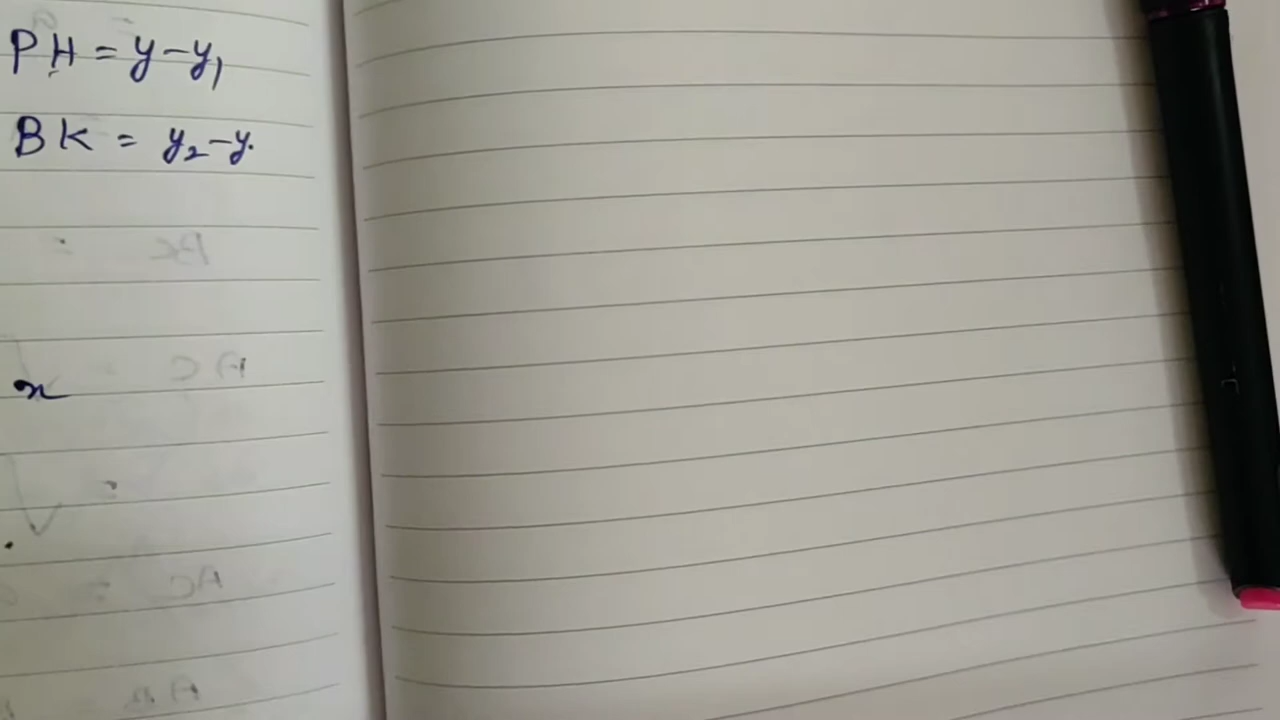 PH = y-y₁
BK = y₂-y.
x